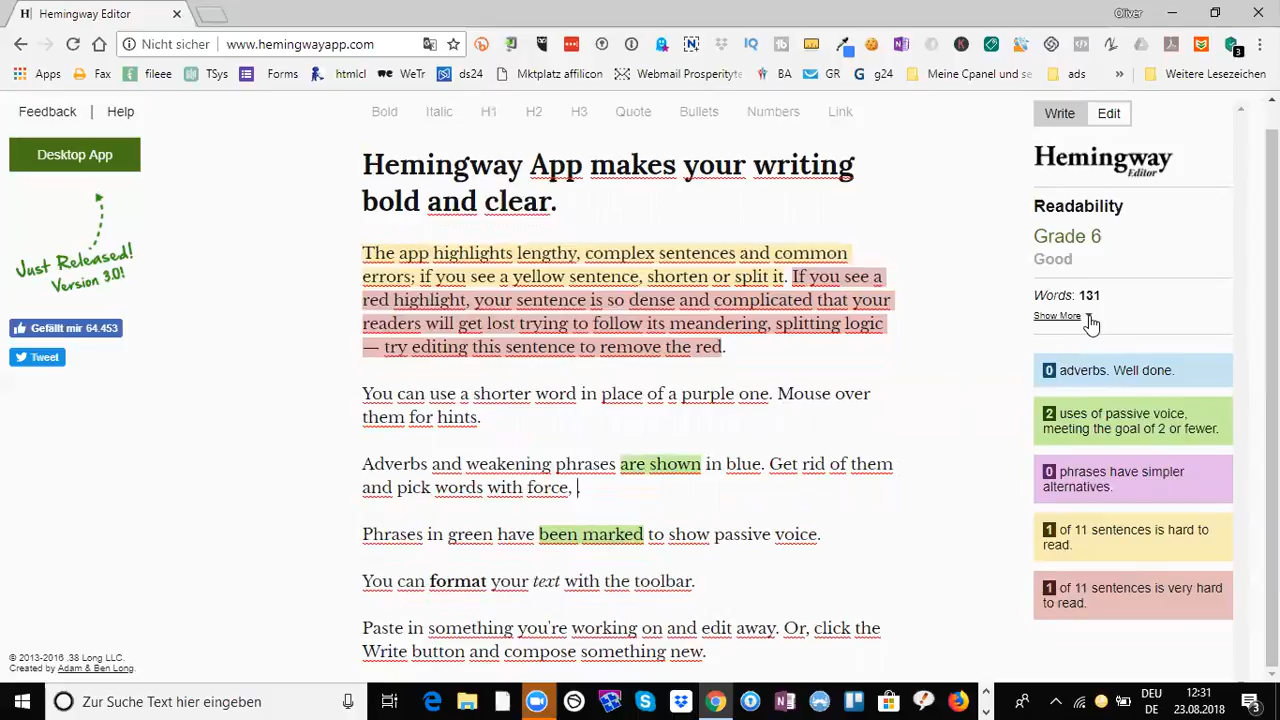 Hemingway Editor
Oliver
Nicht sicher
www.hemingwayapp.com
Apps
Fax
fileee
TSys
Forms
htmlcl
WeTr
ds24
Mktplatz affilicon
Webmail Prosperityte
BA
GR
g24
Meine Cpanal und se
ads
»
Weitere Lesezeichen
Feedback | Help
Bold Italic H1 H2 H3 Quote Bullets Numbers Link
Write Edit
Desktop App
Just Released!
Version 3.0!
Gefällt mir 64.453
Tweet
Hemingway App makes your writing
bold and clear.
The app highlights lengthy, complex sentences and common
errors; if you see a yellow sentence, shorten or split it. If you see a
red highlight, your sentence is so dense and complicated that your
readers will get lost trying to follow its meandering, splitting logic
— try editing this sentence to remove the red.
You can use a shorter word in place of a purple one. Mouse over
them for hints.
Adverbs and weakening phrases are shown in blue. Get rid of them
and pick words with force, .
Phrases in green have been marked to show passive voice.
You can format your text with the toolbar.
Paste in something you're working on and edit away. Or, click the
Write button and compose something new.
Hemingway
Editor
Readability
Grade 6
Good
Words: 131
Show More
0 adverbs. Well done.
2 uses of passive voice,
meeting the goal of 2 or fewer.
0 phrases have simpler
alternatives.
1 of 11 sentences is hard to
read.
1 of 11 sentences is very hard
to read.
© 2013-2016 .38 Long LLC.
Created by Adam & Ben Long.
Zur Suche Text hier eingeben
DEU
DE
12:31
23.08.2018